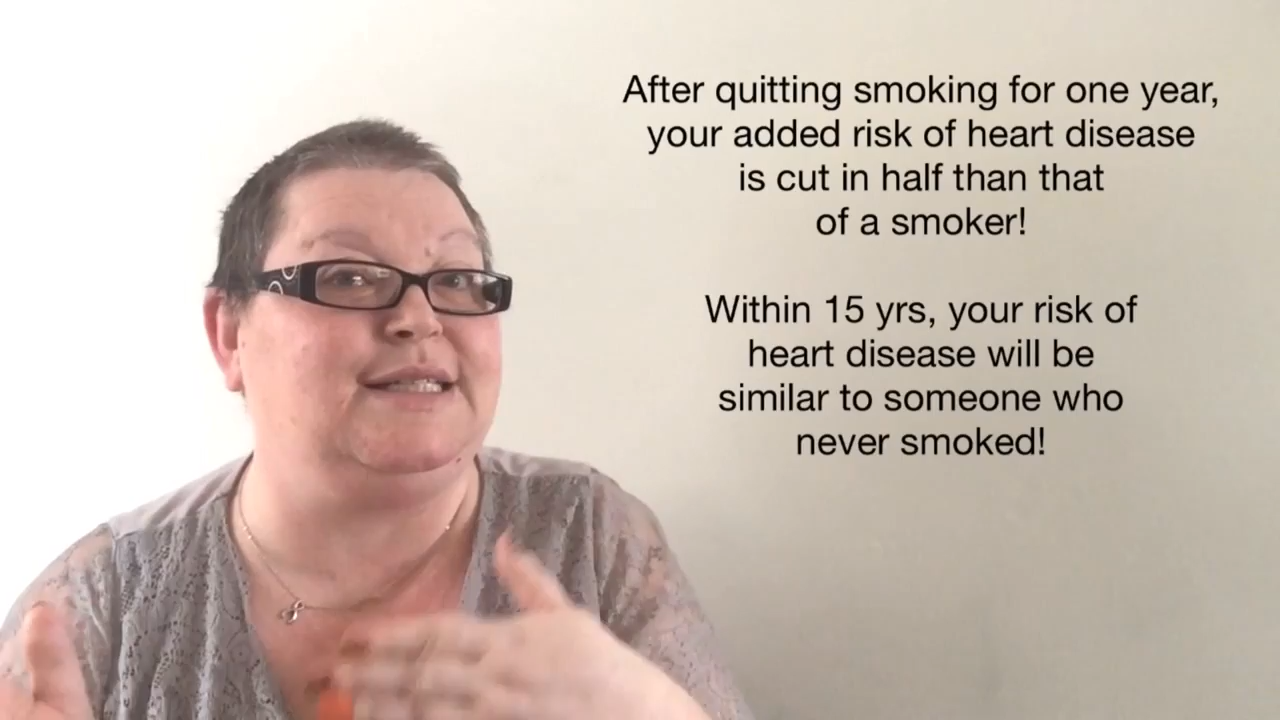 After quitting smoking for one year,
your added risk of heart disease
is cut in half than that
of a smoker!
Within 15 yrs, your risk of
heart disease will be
similar to someone who
never smoked!